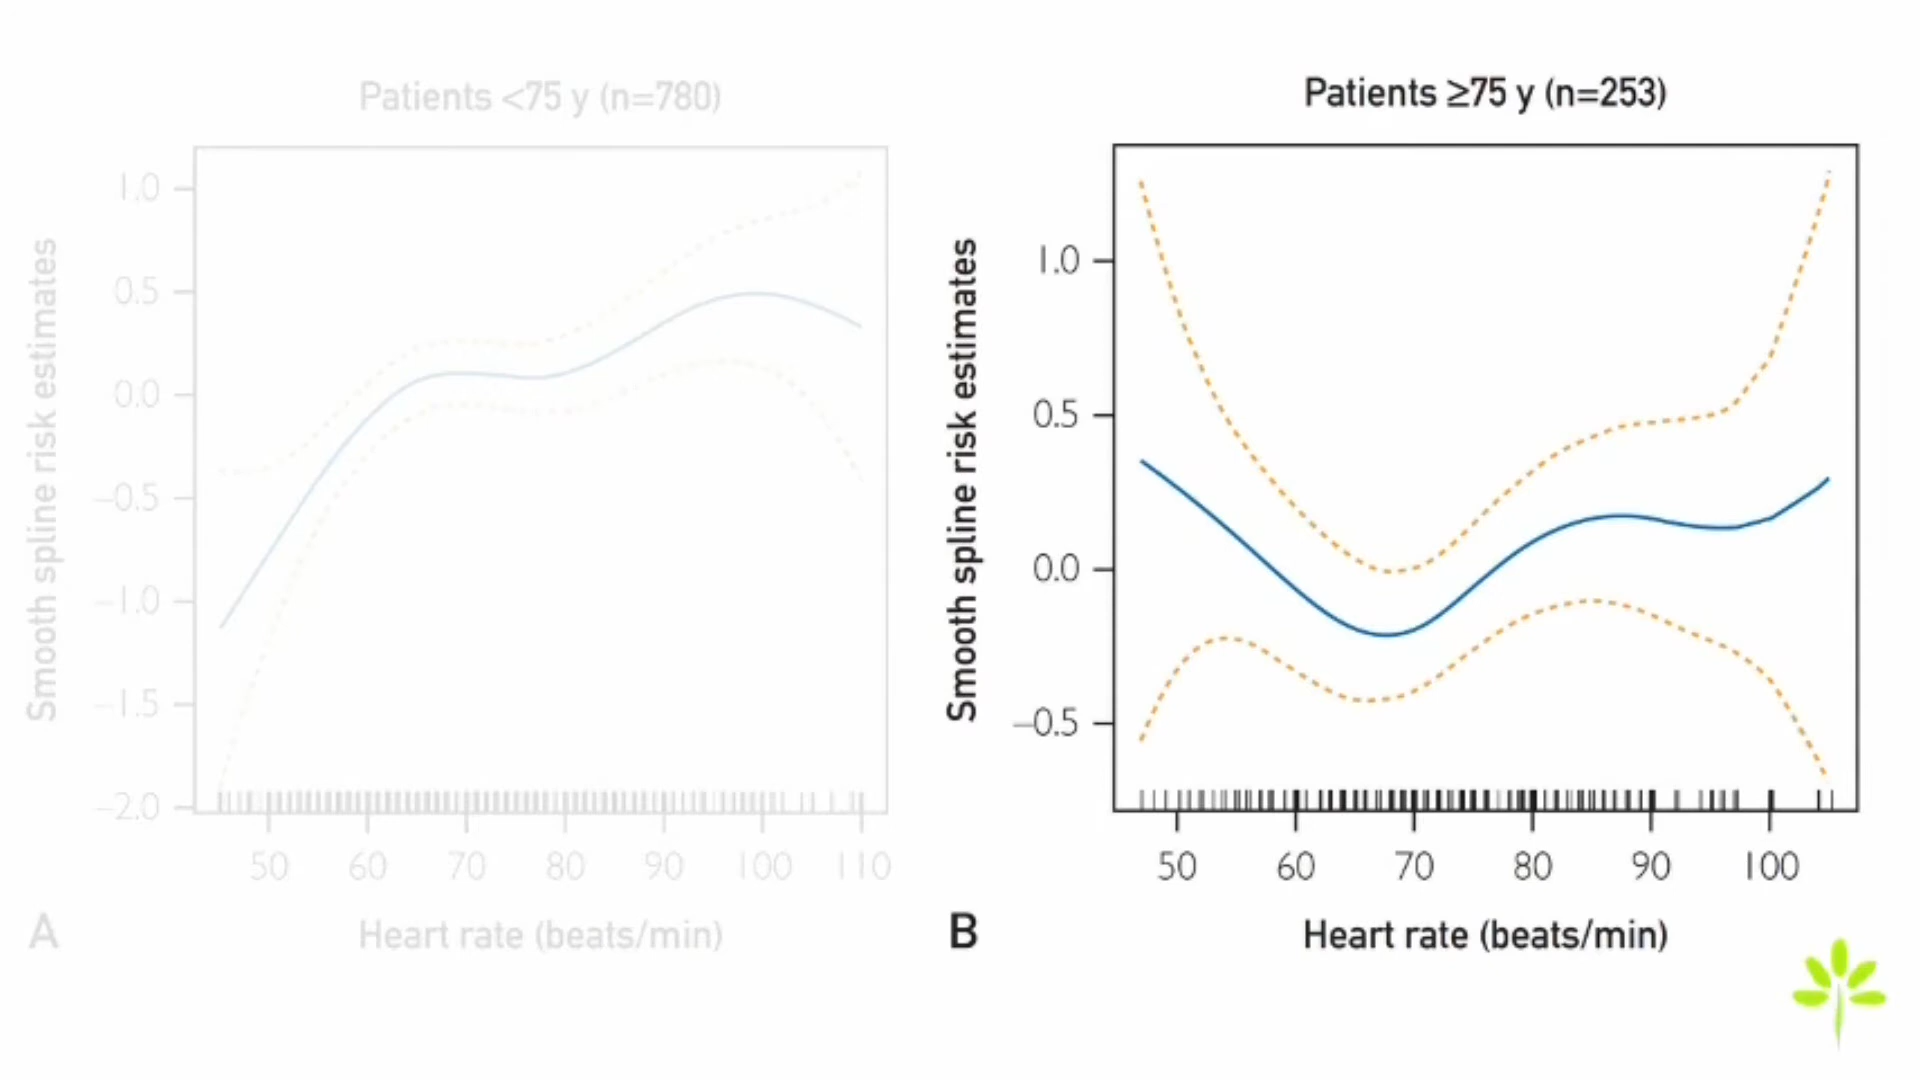 Patients <75 y (n=780)
Smooth spline risk estimates
1.0
0.5
0.0
−0.5
−1.0
−1.5
−2.0
50 60 70 80 90 100 110
Heart rate (beats/min)
A
Patients ≥75 y (n=253)
Smooth spline risk estimates
1.0
0.5
0.0
−0.5
50 60 70 80 90 100
Heart rate (beats/min)
B